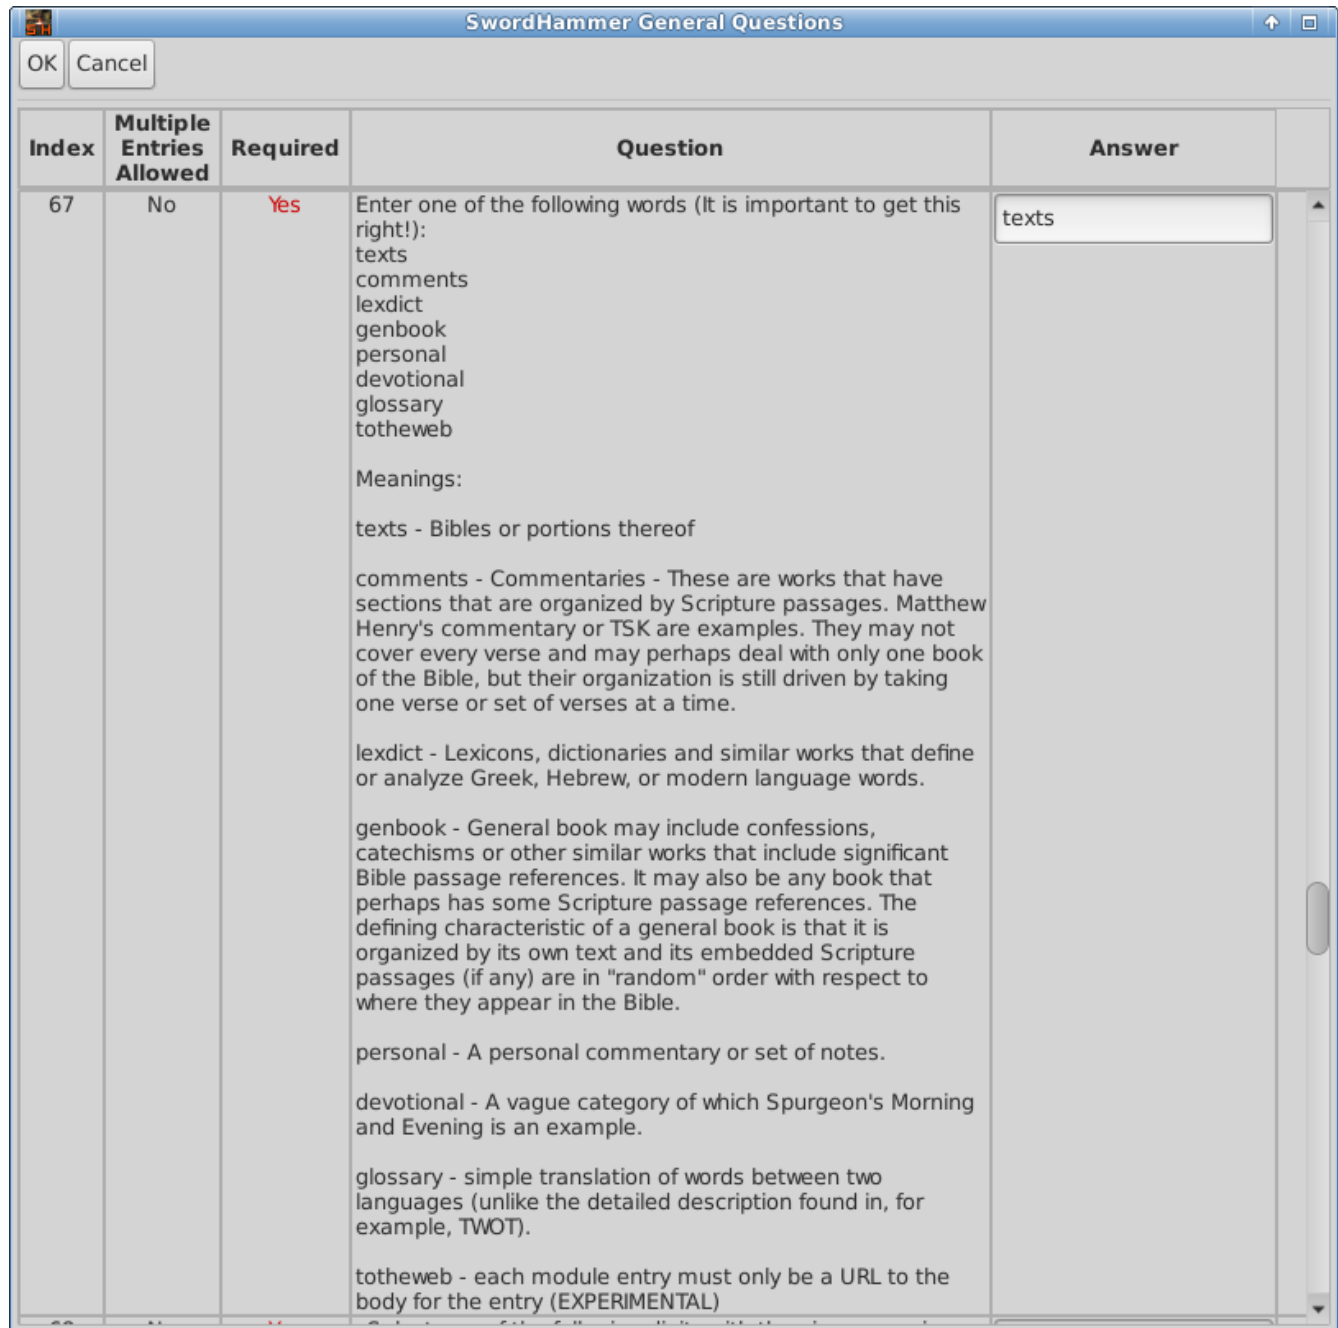 SwordHammer General Questions
OK Cancel
Index Multiple Entries Allowed Required Question Answer
67 No Yes Enter one of the following words (It is important to get this
right!):
texts
texts
comments
lexdict
genbook
personal
devotional
glossary
totheweb
Meanings:
texts - Bibles or portions thereof
comments - Commentaries - These are works that have
sections that are organized by Scripture passages. Matthew
Henry's commentary or TSK are examples. They may not
cover every verse and may perhaps deal with only one book
of the Bible, but their organization is still driven by taking
one verse or set of verses at a time.
lexdict - Lexicons, dictionaries and similar works that define
or analyze Greek, Hebrew, or modern language words.
genbook - General book may include confessions,
catechisms or other similar works that include significant
Bible passage references. It may also be any book that
perhaps has some Scripture passage references. The
defining characteristic of a general book is that it is
organized by its own text and its embedded Scripture
passages (if any) are in "random" order with respect to
where they appear in the Bible.
personal - A personal commentary or set of notes.
devotional - A vague category of which Spurgeon's Morning
and Evening is an example.
glossary - simple translation of words between two
languages (unlike the detailed description found in, for
example, TWOT).
totheweb - each module entry must only be a URL to the
body for the entry (EXPERIMENTAL)